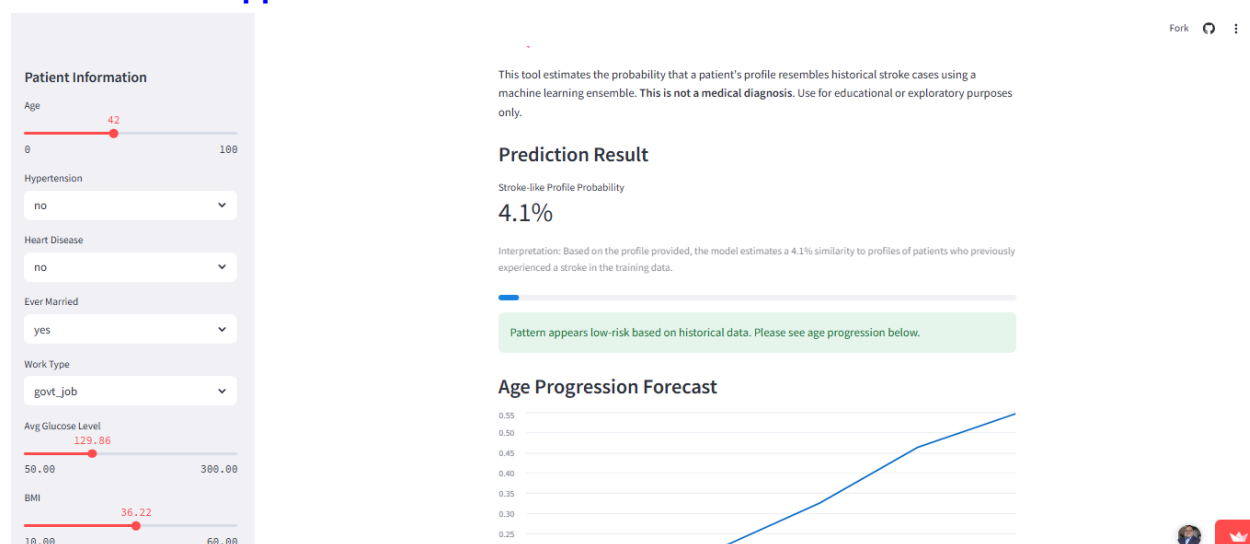 Fork
Patient Information
Age
42
0 100
Hypertension
no
Heart Disease
no
Ever Married
yes
Work Type
govt_job
Avg Glucose Level
129.86
50.00 300.00
BMI
36.22
10.00 60.00
This tool estimates the probability that a patient's profile resembles historical stroke cases using a
machine learning ensemble. This is not a medical diagnosis. Use for educational or exploratory purposes
only.
Prediction Result
Stroke-like Profile Probability
4.1%
Interpretation: Based on the profile provided, the model estimates a 4.1% similarity to profiles of patients who previously
experienced a stroke in the training data.
Pattern appears low-risk based on historical data. Please see age progression below.
Age Progression Forecast
0.55
0.50
0.45
0.40
0.35
0.30
0.25